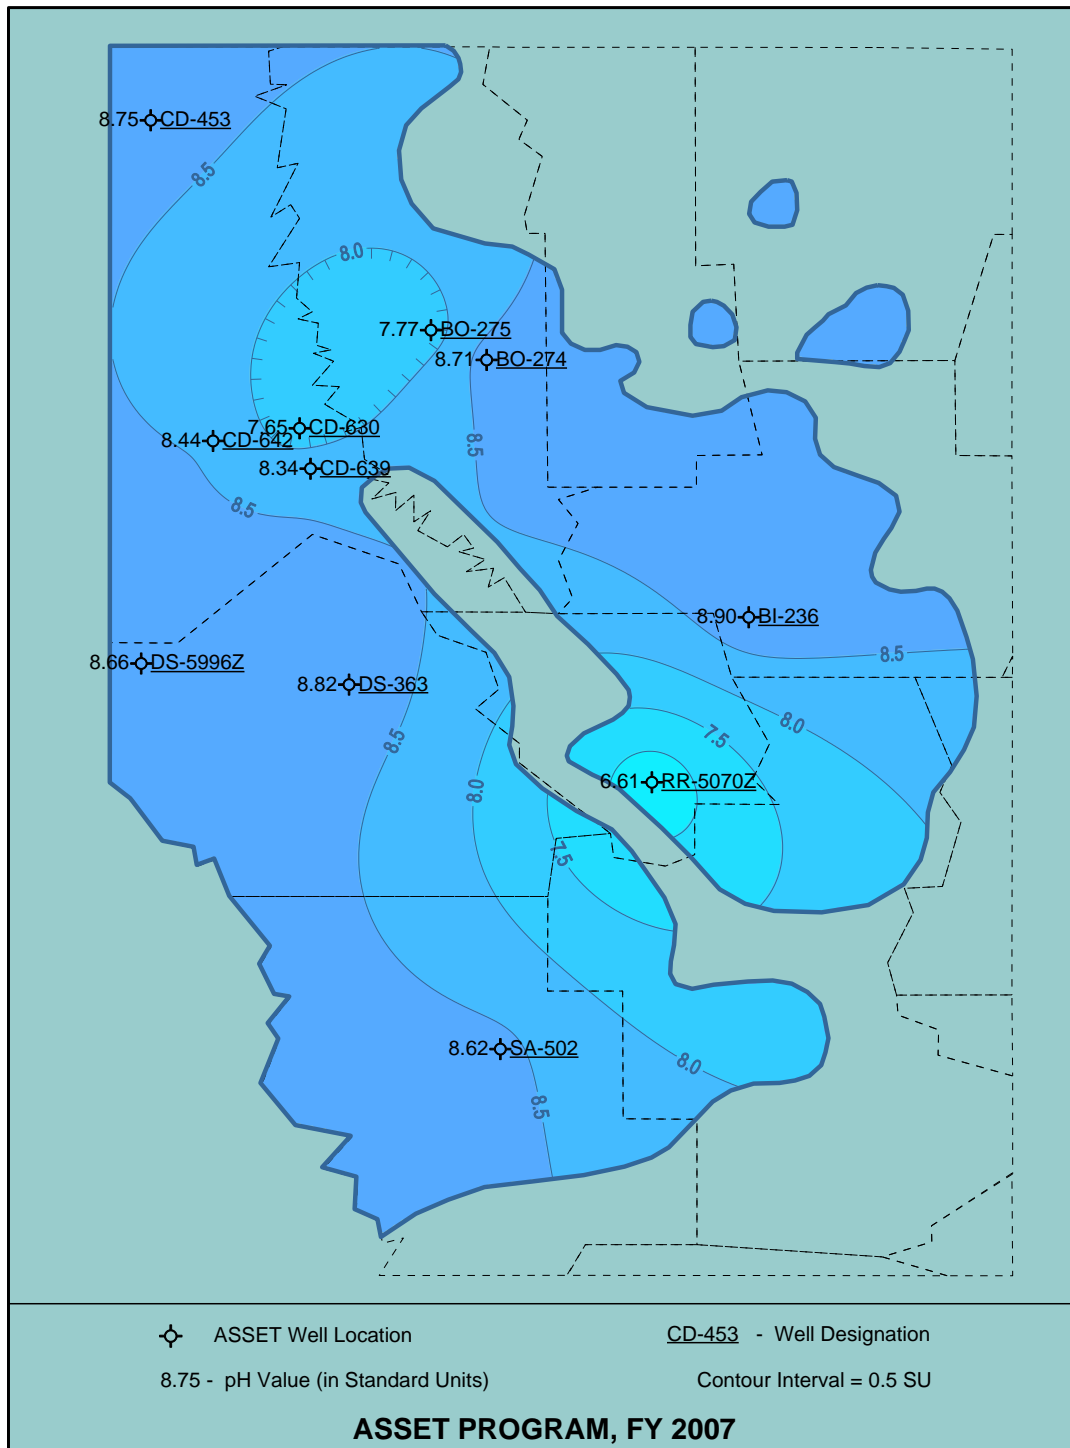 8.75 CD-453
8.5
8.0
7.77 BO-275
8.71 BO-274
7.65 CD-630
8.44 CD-642
8.5
8.34 CD-639
8.5
8.90 BI-236
8.5
8.66 DS-5996Z
8.82 DS-363
8.0
7.5
8.5
6.61 RR-5070Z
8.0
7.5
8.62 SA-502
8.0
8.5
ASSET Well Location
CD-453 - Well Designation
8.75 - pH Value (in Standard Units)
Contour Interval = 0.5 SU
ASSET PROGRAM, FY 2007